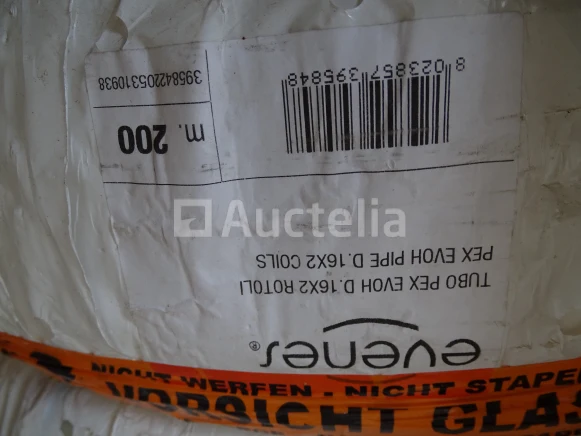 evenes®
TUBO PEX EVOH D.16X2 ROTOLI
PEX EVOH PIPE D.16X2 COILS
8 023857 395848
m. 200
395842205310938
Auctelia
NICHT WERFEN - NICHT STAPE
VORSICHT GLAS